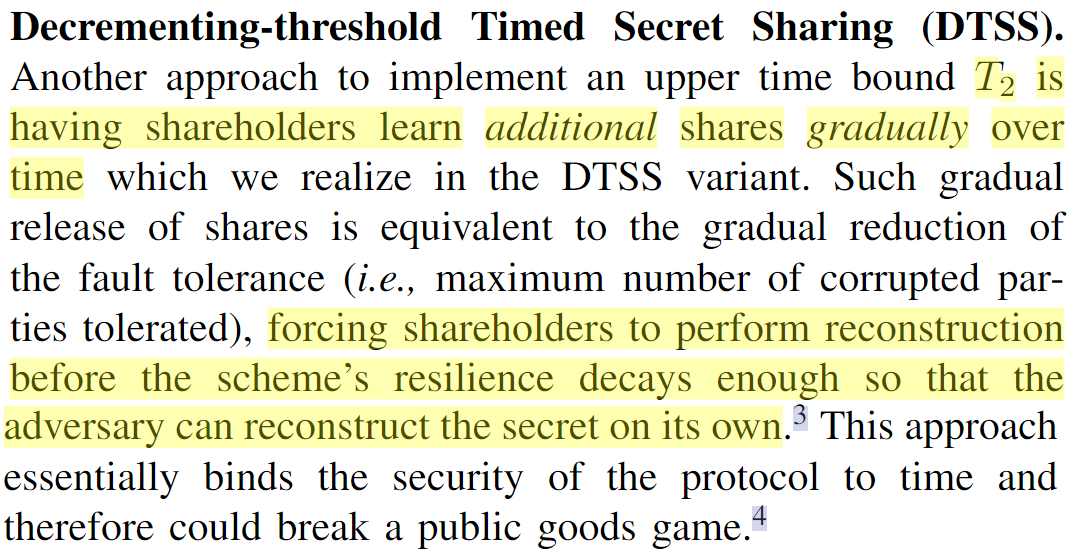 Decrementing-threshold Timed Secret Sharing (DTSS).
Another approach to implement an upper time bound T₂ is
having shareholders learn additional shares gradually over
time which we realize in the DTSS variant. Such gradual
release of shares is equivalent to the gradual reduction of
the fault tolerance (i.e., maximum number of corrupted par-
ties tolerated), forcing shareholders to perform reconstruction
before the scheme's resilience decays enough so that the
adversary can reconstruct the secret on its own.³ This approach
essentially binds the security of the protocol to time and
therefore could break a public goods game.⁴